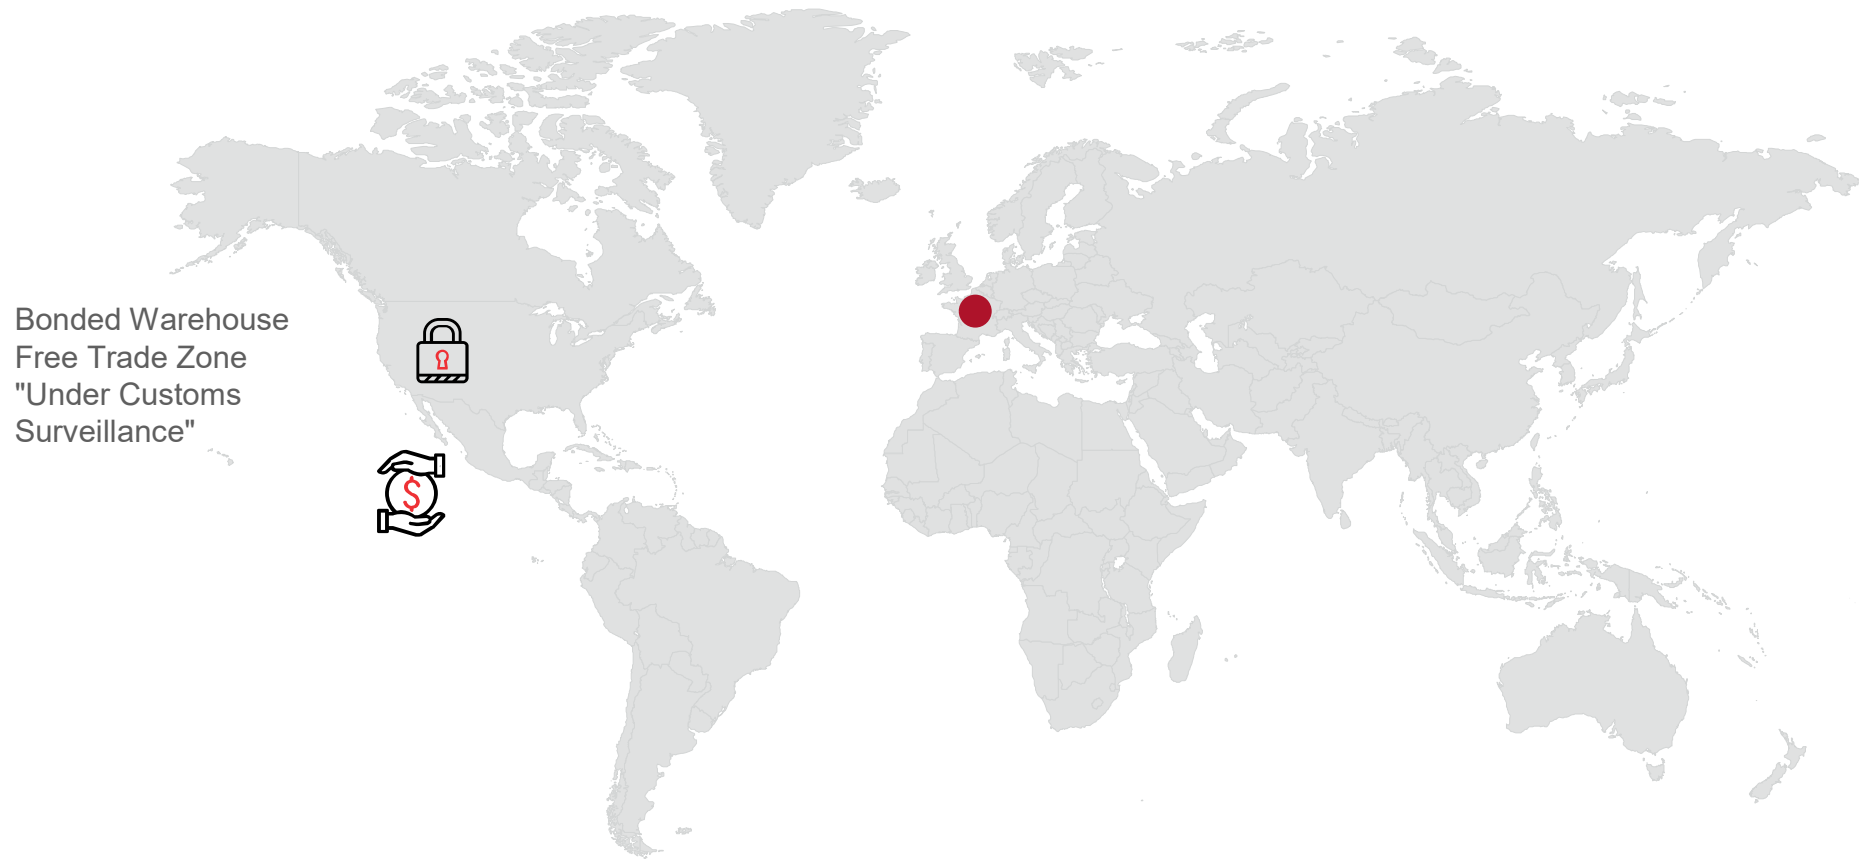 Bonded Warehouse
Free Trade Zone
"Under Customs
Surveillance"
$